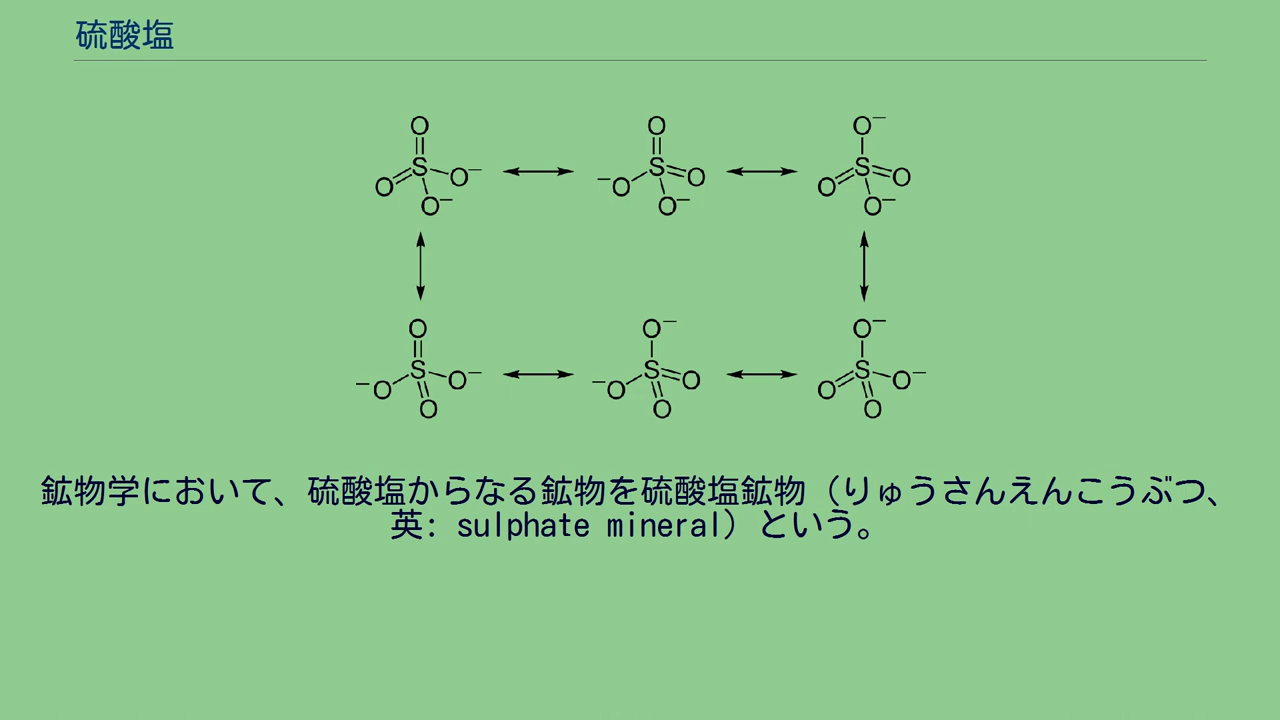 硫酸塩
O O O⁻
S S S
O O⁻ ⁻O O O O
O⁻ O⁻ O⁻
O O⁻ O⁻
S S S
⁻O O⁻ ⁻O O O O⁻
O O O
鉱物学において、硫酸塩からなる鉱物を硫酸塩鉱物（りゅうさんえんこうぶつ、
英: sulphate mineral）という。